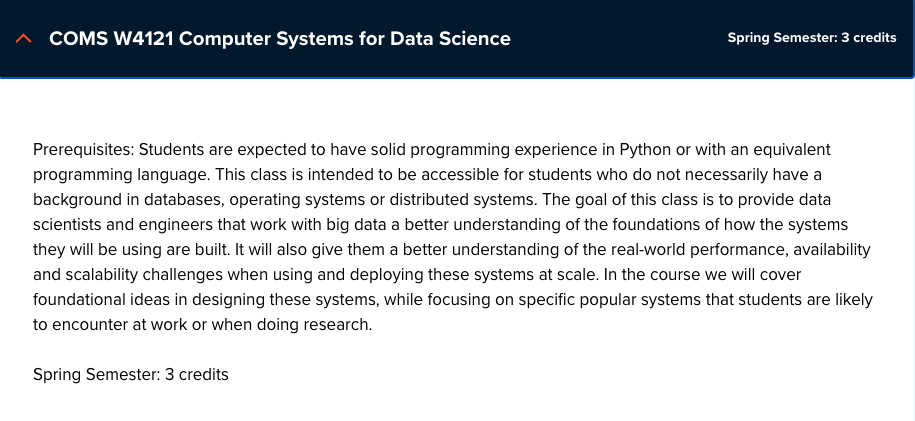 COMS W4121 Computer Systems for Data Science
Spring Semester: 3 credits
Prerequisites: Students are expected to have solid programming experience in Python or with an equivalent
programming language. This class is intended to be accessible for students who do not necessarily have a
background in databases, operating systems or distributed systems. The goal of this class is to provide data
scientists and engineers that work with big data a better understanding of the foundations of how the systems
they will be using are built. It will also give them a better understanding of the real-world performance, availability
and scalability challenges when using and deploying these systems at scale. In the course we will cover
foundational ideas in designing these systems, while focusing on specific popular systems that students are likely
to encounter at work or when doing research.
Spring Semester: 3 credits